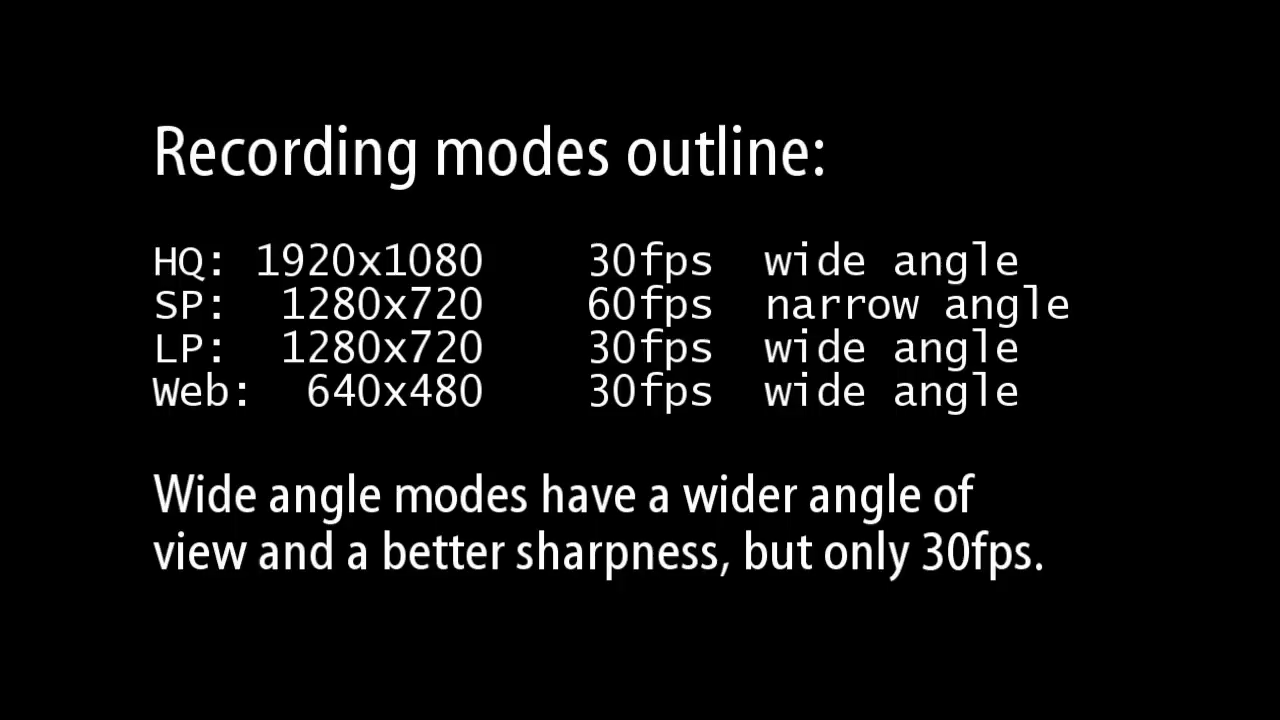 Recording modes outline:
HQ: 1920x1080 30fps wide angle
SP: 1280x720 60fps narrow angle
LP: 1280x720 30fps wide angle
Web: 640x480 30fps wide angle
Wide angle modes have a wider angle of
view and a better sharpness, but only 30fps.